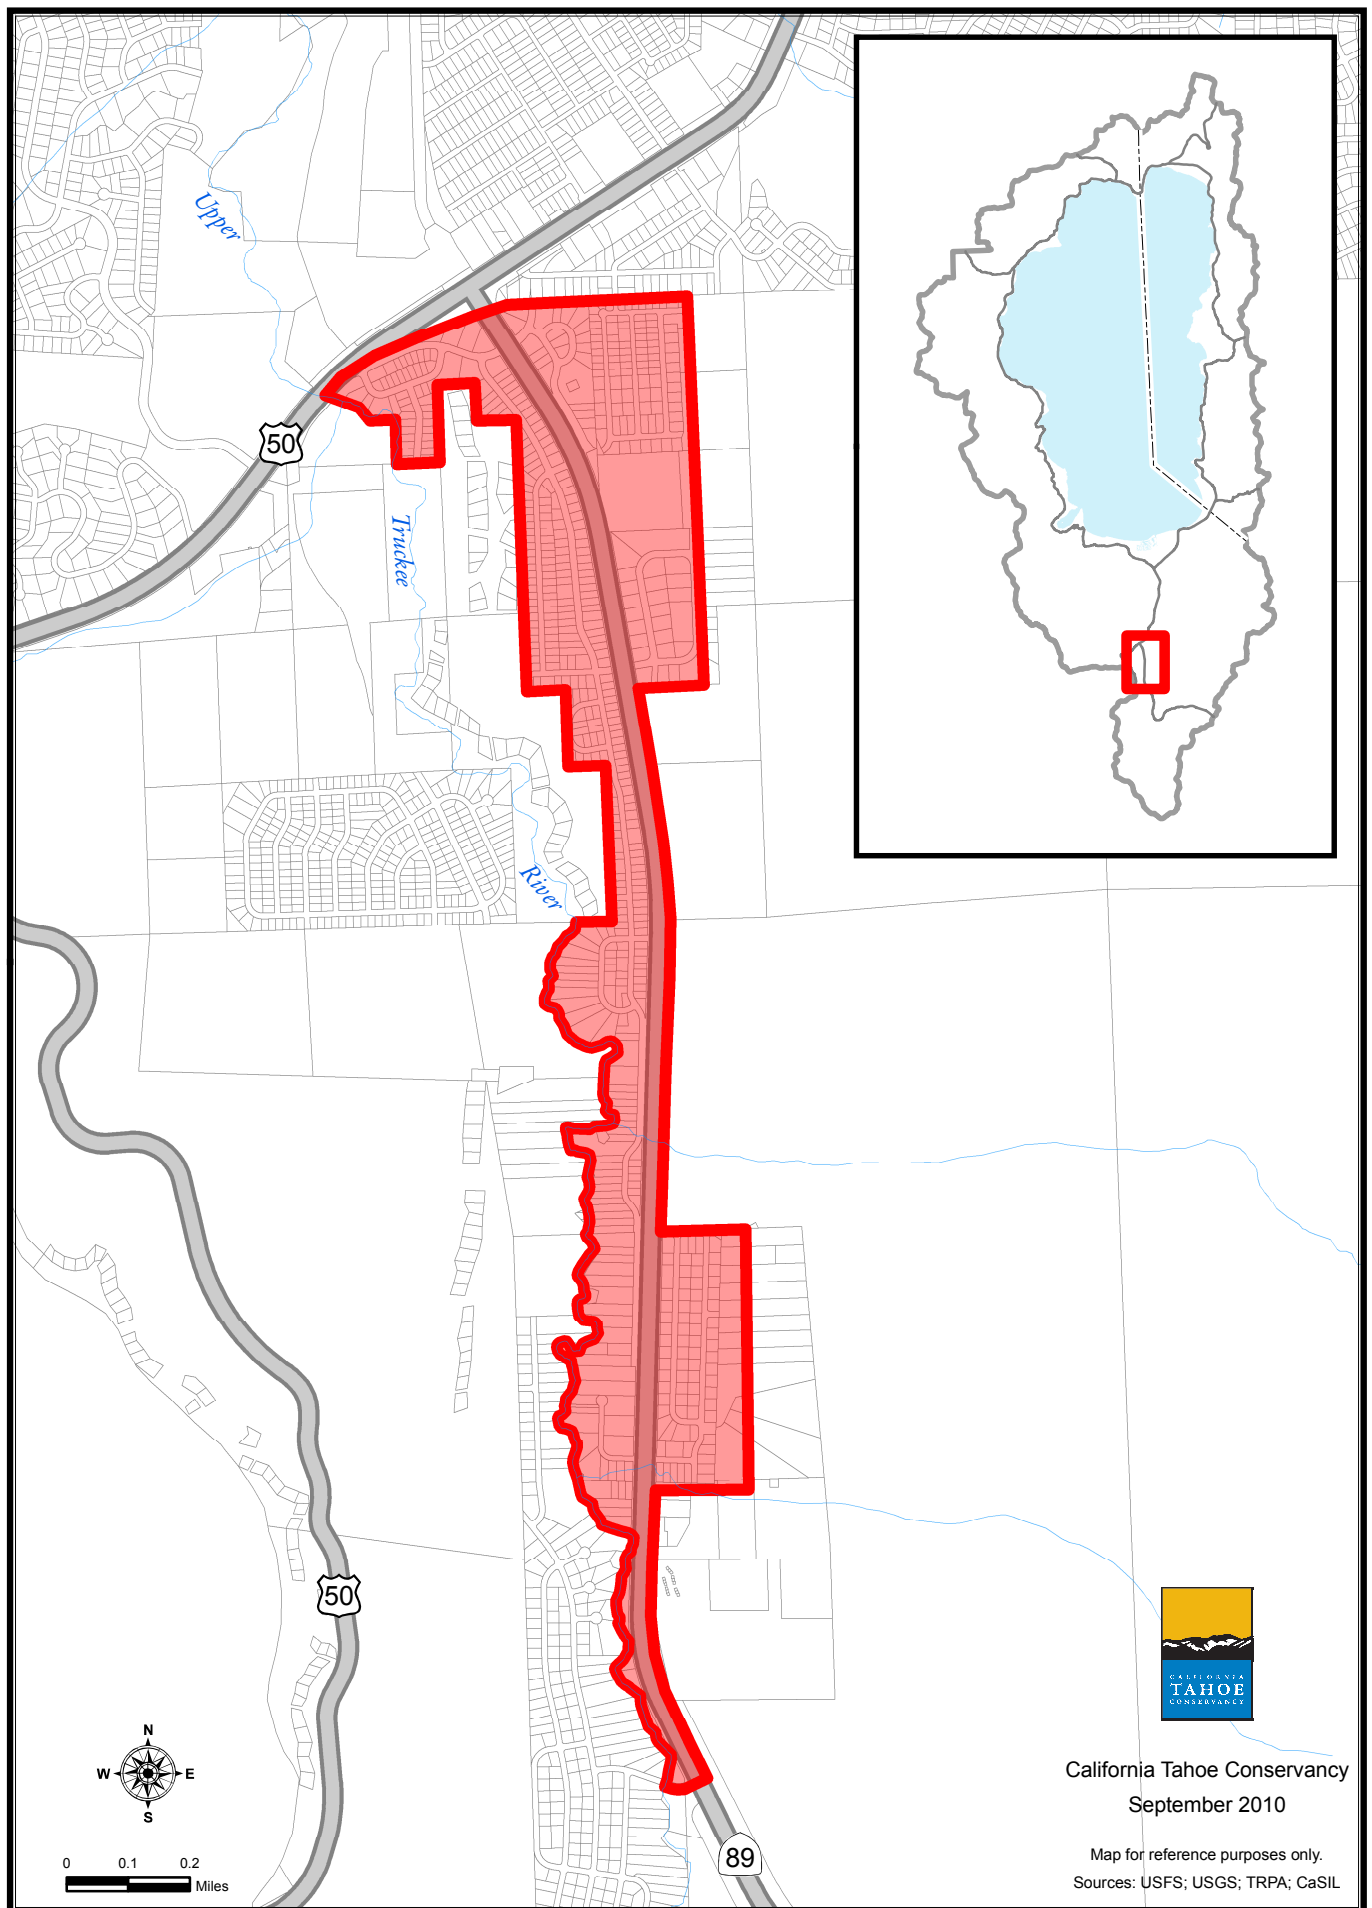 Upper
50
Truckee
River
50
N
W E
S
0 0.1 0.2
Miles
89
CALIFORNIA
TAHOE
CONSERVANCY
California Tahoe Conservancy
September 2010
Map for reference purposes only.
Sources: USFS; USGS; TRPA; CaSIL